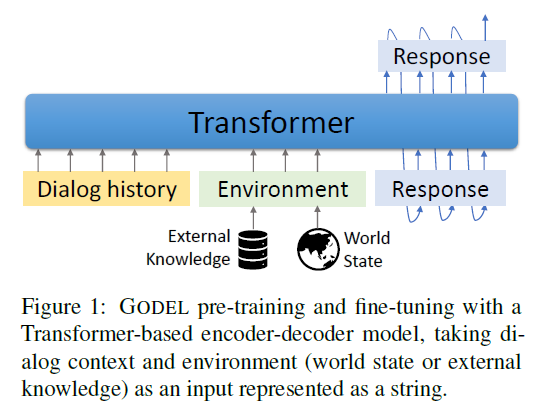 Response
Transformer
Dialog history
Environment
Response
External
Knowledge
World
State
Figure 1: GODEL pre-training and fine-tuning with a
Transformer-based encoder-decoder model, taking di-
alog context and environment (world state or external
knowledge) as an input represented as a string.